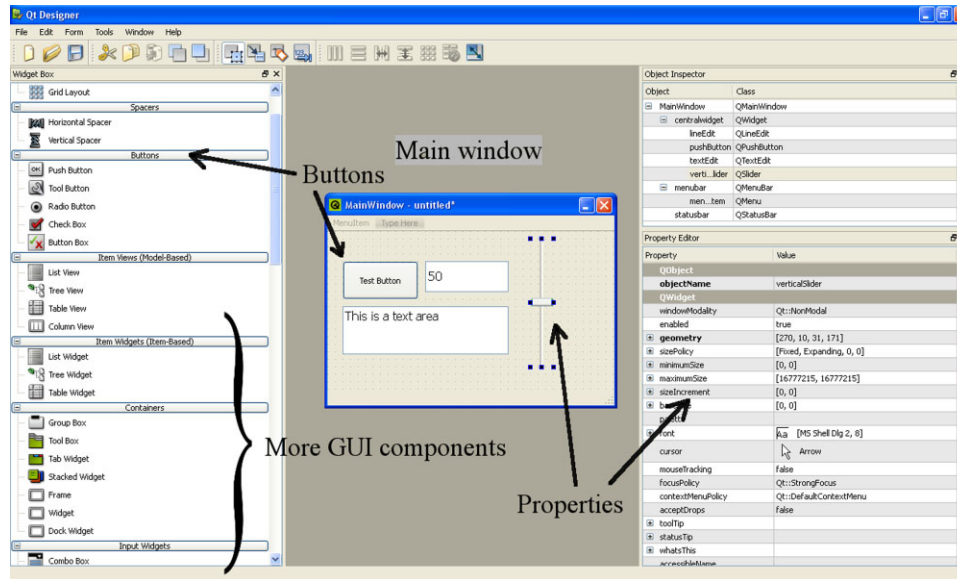 Qt Designer
File Edit Form Tools Window Help
Widget Box
Grid Layout
Spacers
Horizontal Spacer
Vertical Spacer
Buttons
Push Button
Tool Button
Radio Button
Check Box
Button Box
Item Views (Model-Based)
List View
Tree View
Table View
Column View
Item Widgets (Item-Based)
List Widget
Tree Widget
Table Widget
Containers
Group Box
Tool Box
Tab Widget
Stacked Widget
Frame
Widget
Dock Widget
Input Widgets
Combo Box
Main window
Buttons
MainWindow - untitled*
MenuItem Type Here
Test Button
50
This is a text area
More GUI components
Properties
Object Inspector
Object Class
MainWindow QMainWindow
centralwidget QWidget
lineEdit QLineEdit
pushButton QPushButton
textEdit QTextEdit
verti...lider QSlider
menubar QMenuBar
men...tem QMenu
statusbar QStatusBar
Property Editor
Property Value
QObject
objectName verticalSlider
QWidget
windowModality Qt::NonModal
enabled true
geometry [270, 10, 31, 171]
sizePolicy [Fixed, Expanding, 0, 0]
minimumSize [0, 0]
maximumSize [16777215, 16777215]
sizeIncrement [0, 0]
[0, 0]
font Aa [MS Shell Dlg 2, 8]
cursor Arrow
mouseTracking false
focusPolicy Qt::StrongFocus
contextMenuPolicy Qt::DefaultContextMenu
acceptDrops false
toolTip
statusTip
whatsThis
accessibleName